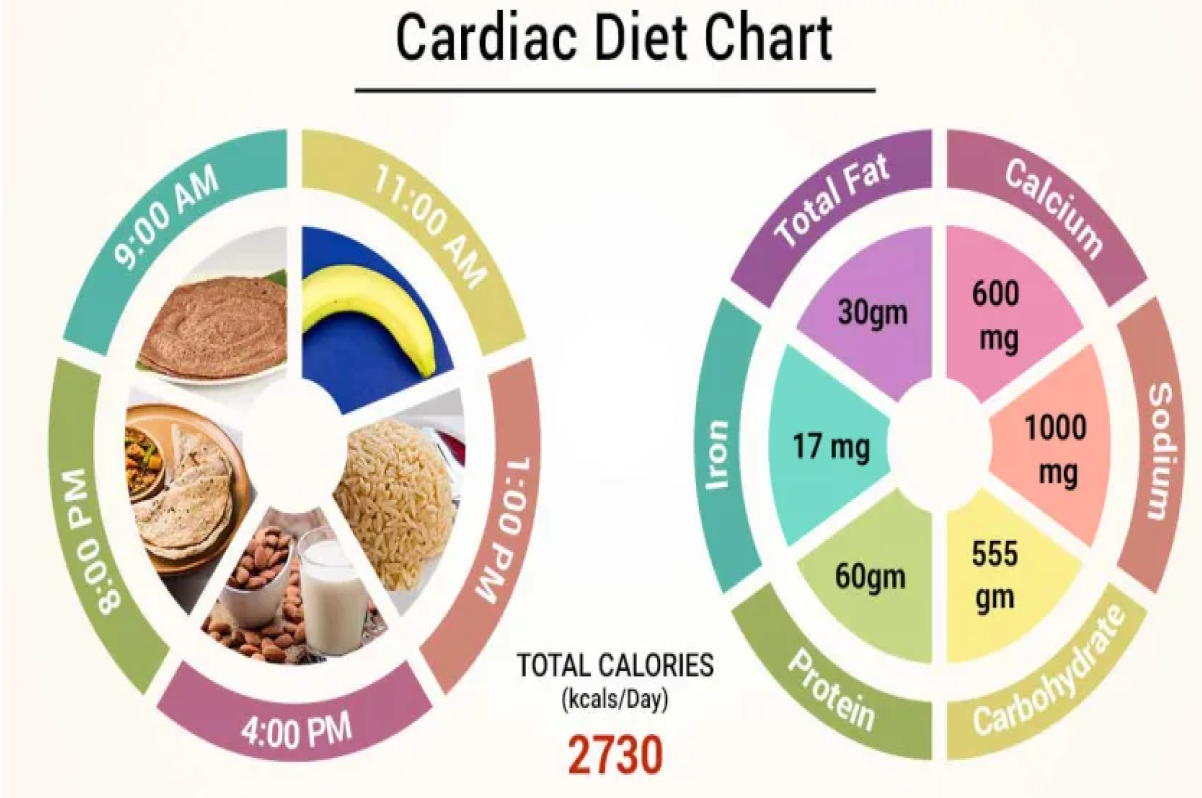 Cardiac Diet Chart
9:00 AM
11:00 AM
1:00 PM
4:00 PM
8:00 PM
TOTAL CALORIES
(kcals/Day)
2730
Total Fat
30gm
Calcium
600
mg
Sodium
1000
mg
Carbohydrate
555
gm
Protein
60gm
Iron
17 mg